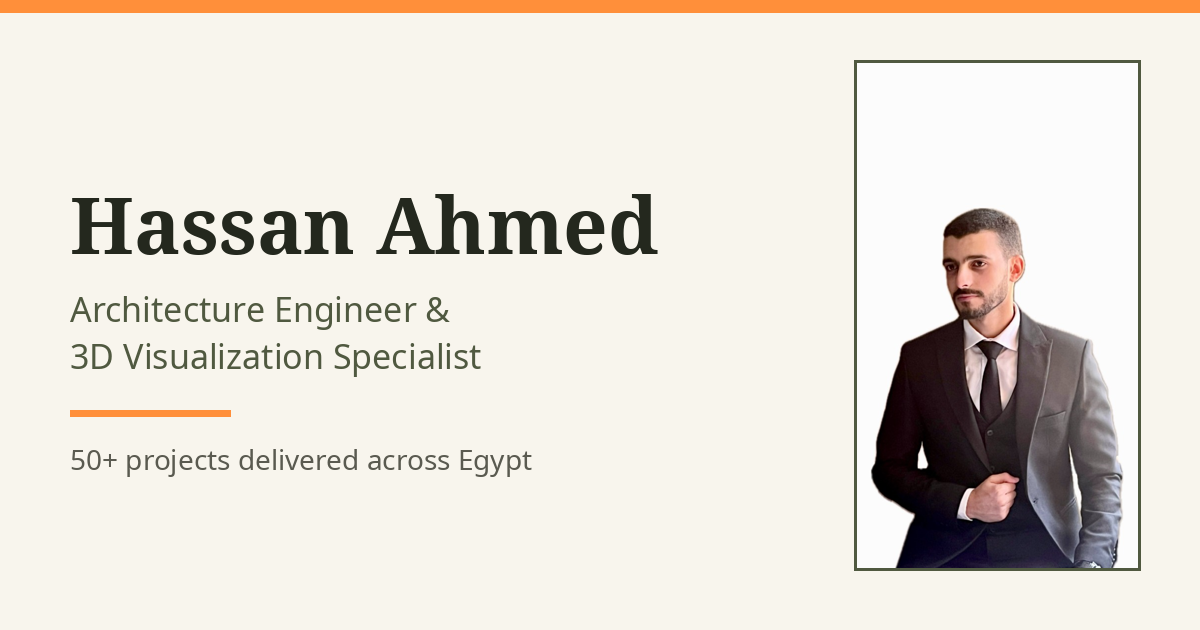 Hassan Ahmed
Architecture Engineer &
3D Visualization Specialist
50+ projects delivered across Egypt